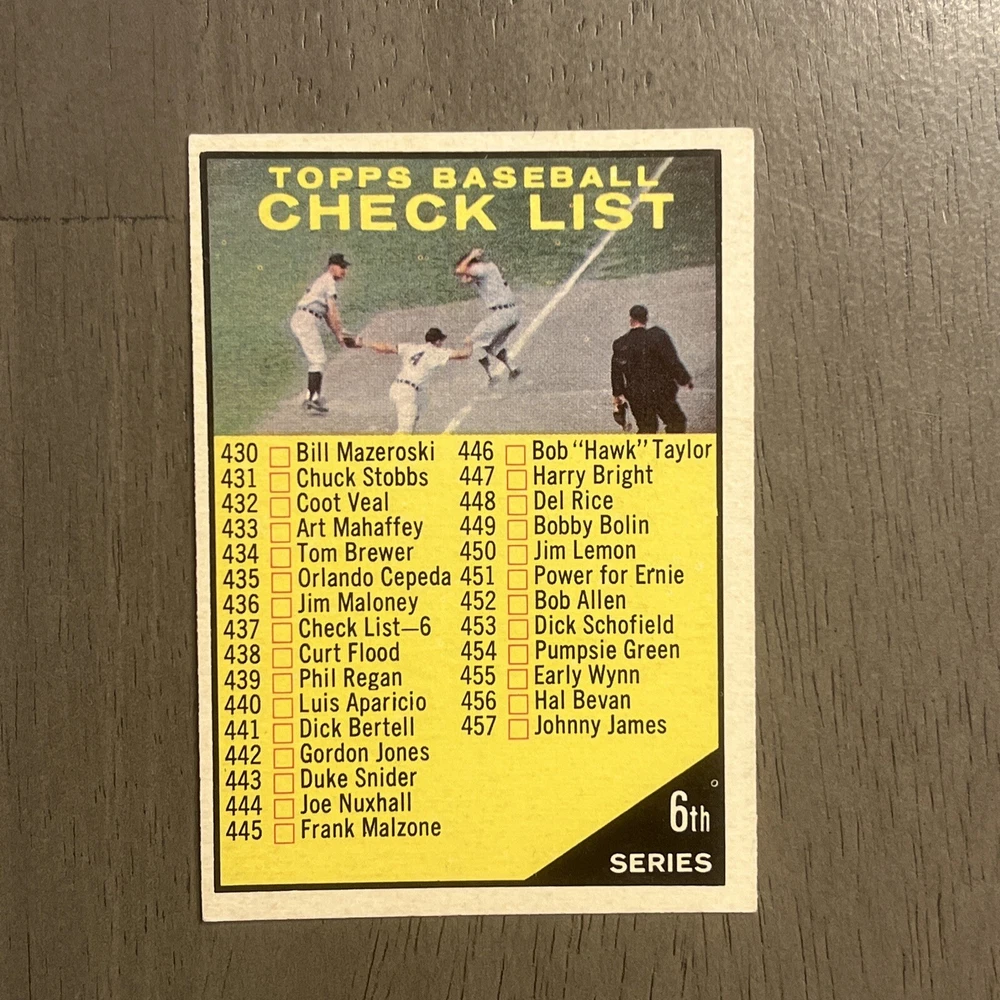 TOPPS BASEBALL
CHECK LIST
4
430 Bill Mazeroski
431 Chuck Stobbs
432 Coot Veal
433 Art Mahaffey
434 Tom Brewer
435 Orlando Cepeda
436 Jim Maloney
437 Check List—6
438 Curt Flood
439 Phil Regan
440 Luis Aparicio
441 Dick Bertell
442 Gordon Jones
443 Duke Snider
444 Joe Nuxhall
445 Frank Malzone
446 Bob “Hawk” Taylor
447 Harry Bright
448 Del Rice
449 Bobby Bolin
450 Jim Lemon
451 Power for Ernie
452 Bob Allen
453 Dick Schofield
454 Pumpsie Green
455 Early Wynn
456 Hal Bevan
457 Johnny James
6th
SERIES